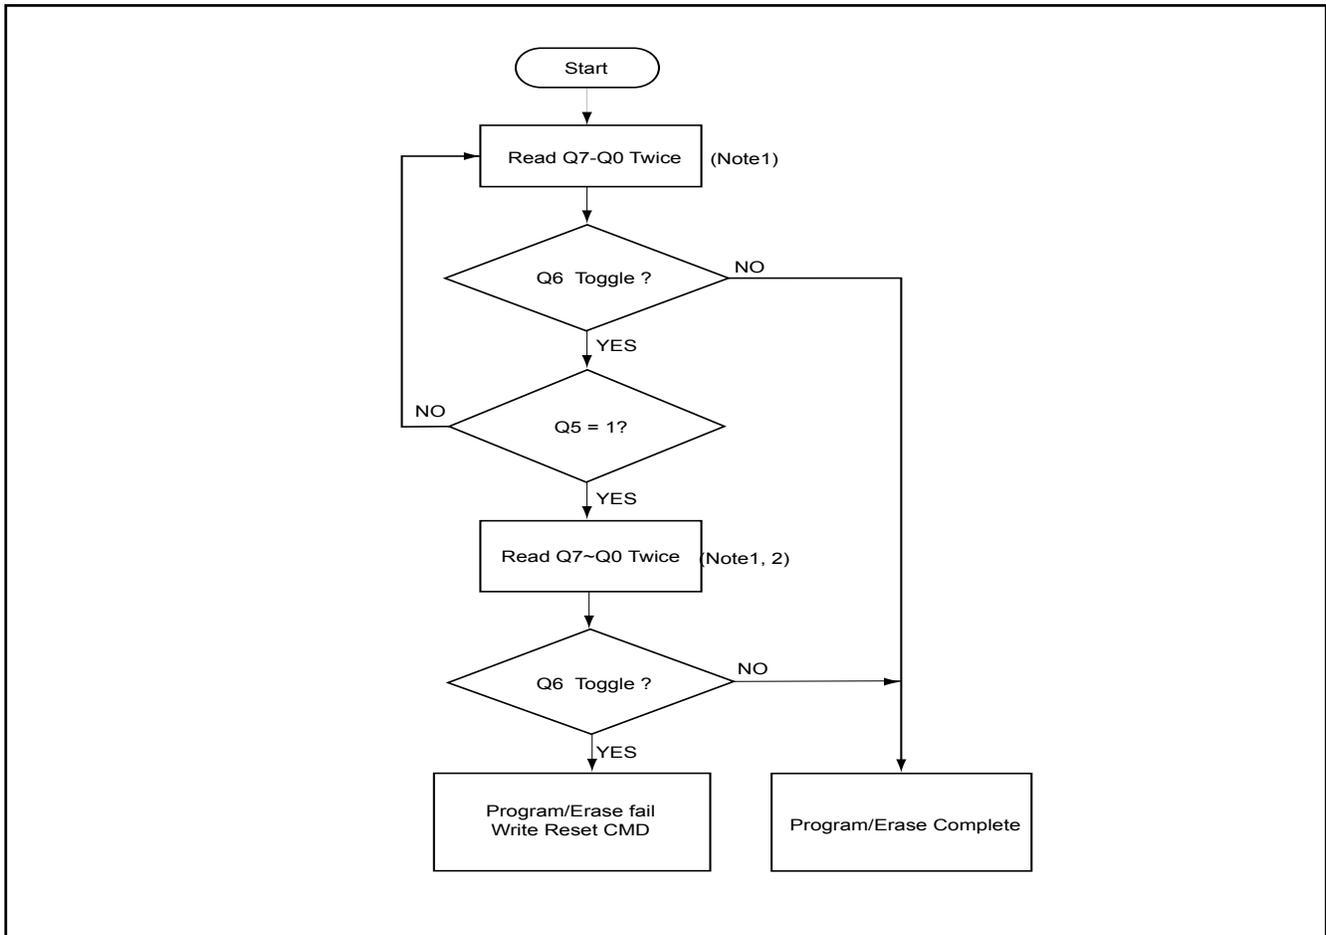 Start
Read Q7-Q0 Twice
(Note1)
Q6 Toggle ?
NO
YES
NO
Q5 = 1?
YES
Read Q7~Q0 Twice
(Note1, 2)
NO
Q6 Toggle ?
YES
Program/Erase fail
Write Reset CMD
Program/Erase Complete